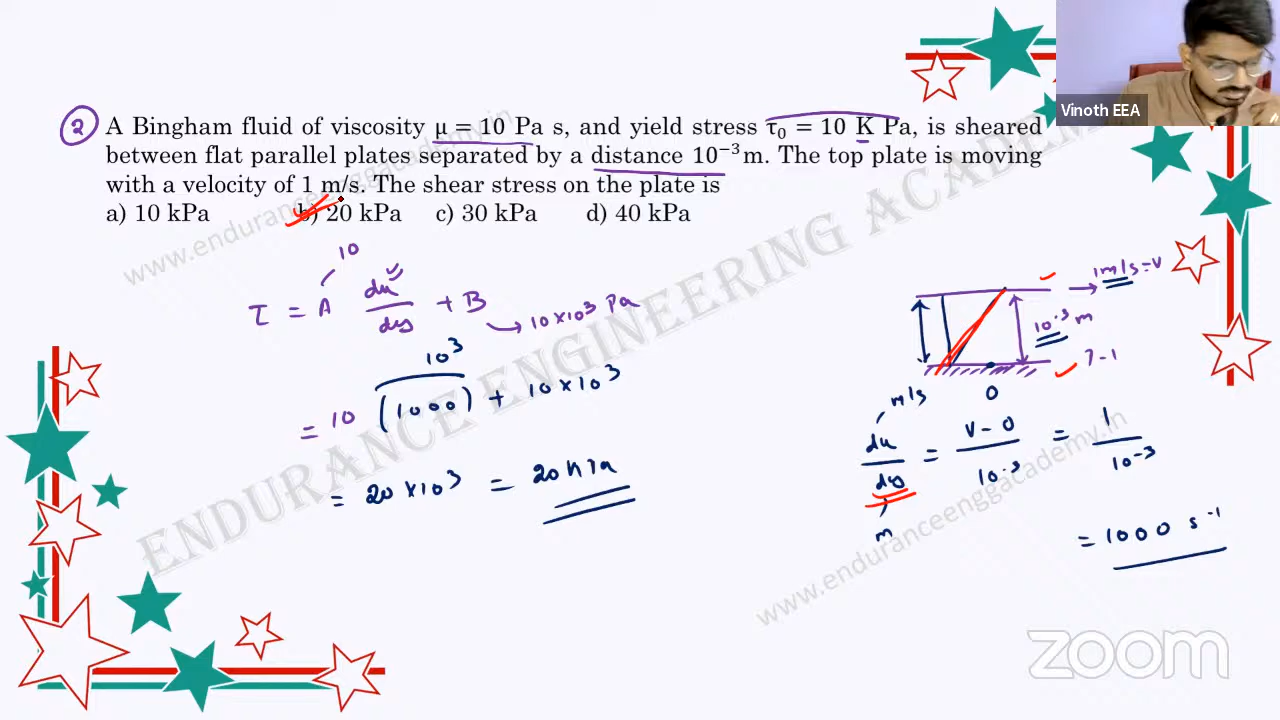 Vinoth EEA
2 A Bingham fluid of viscosity μ = 10 Pa s, and yield stress τ₀ = 10 K Pa, is sheared
between flat parallel plates separated by a distance 10⁻³ m. The top plate is moving
with a velocity of 1 m/s. The shear stress on the plate is
a) 10 kPa b) 20 kPa c) 30 kPa d) 40 kPa
10
τ = A du/dy + B
10×10³ Pa
10³
= 10 (1000) + 10×10³
= 20×10³ = 20 kPa
1m/s=v
10⁻³ m
0
m/s
du/dy = v-0/10⁻³ = 1/10⁻³
m
= 1000 s⁻¹
www.enduranceenggacademy.in
ENDURANCE ENGINEERING ACADEMY
www.enduranceenggacademy.in
zoom